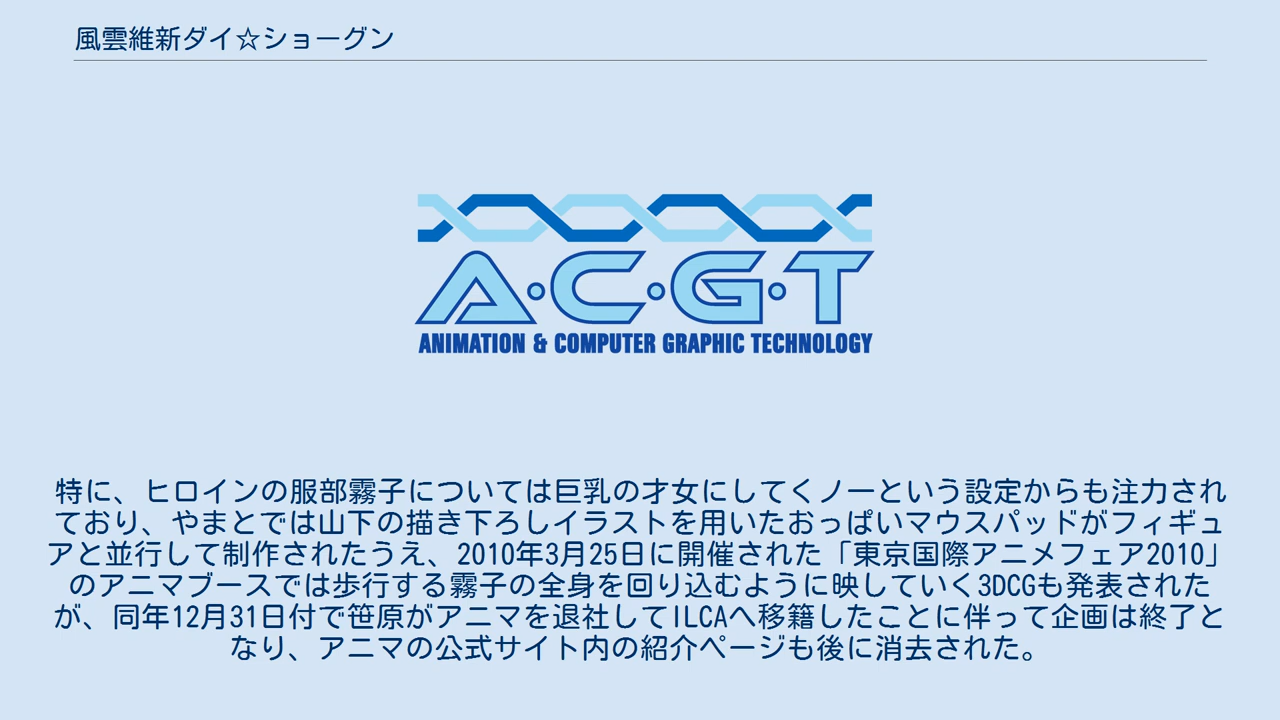 風雲維新ダイ☆ショーグン
A・C・G・T
ANIMATION & COMPUTER GRAPHIC TECHNOLOGY
特に、ヒロインの服部霧子については巨乳の才女にしてくノーという設定からも注力され
ており、やまとでは山下の描き下ろしイラストを用いたおっぱいマウスパッドがフィギュ
アと並行して制作されたうえ、2010年3月25日に開催された「東京国際アニメフェア2010」
のアニマブースでは歩行する霧子の全身を回り込むように映していく3DCGも発表された
が、同年12月31日付で笹原がアニマを退社してILCAへ移籍したことに伴って企画は終了と
なり、アニマの公式サイト内の紹介ページも後に消去された。